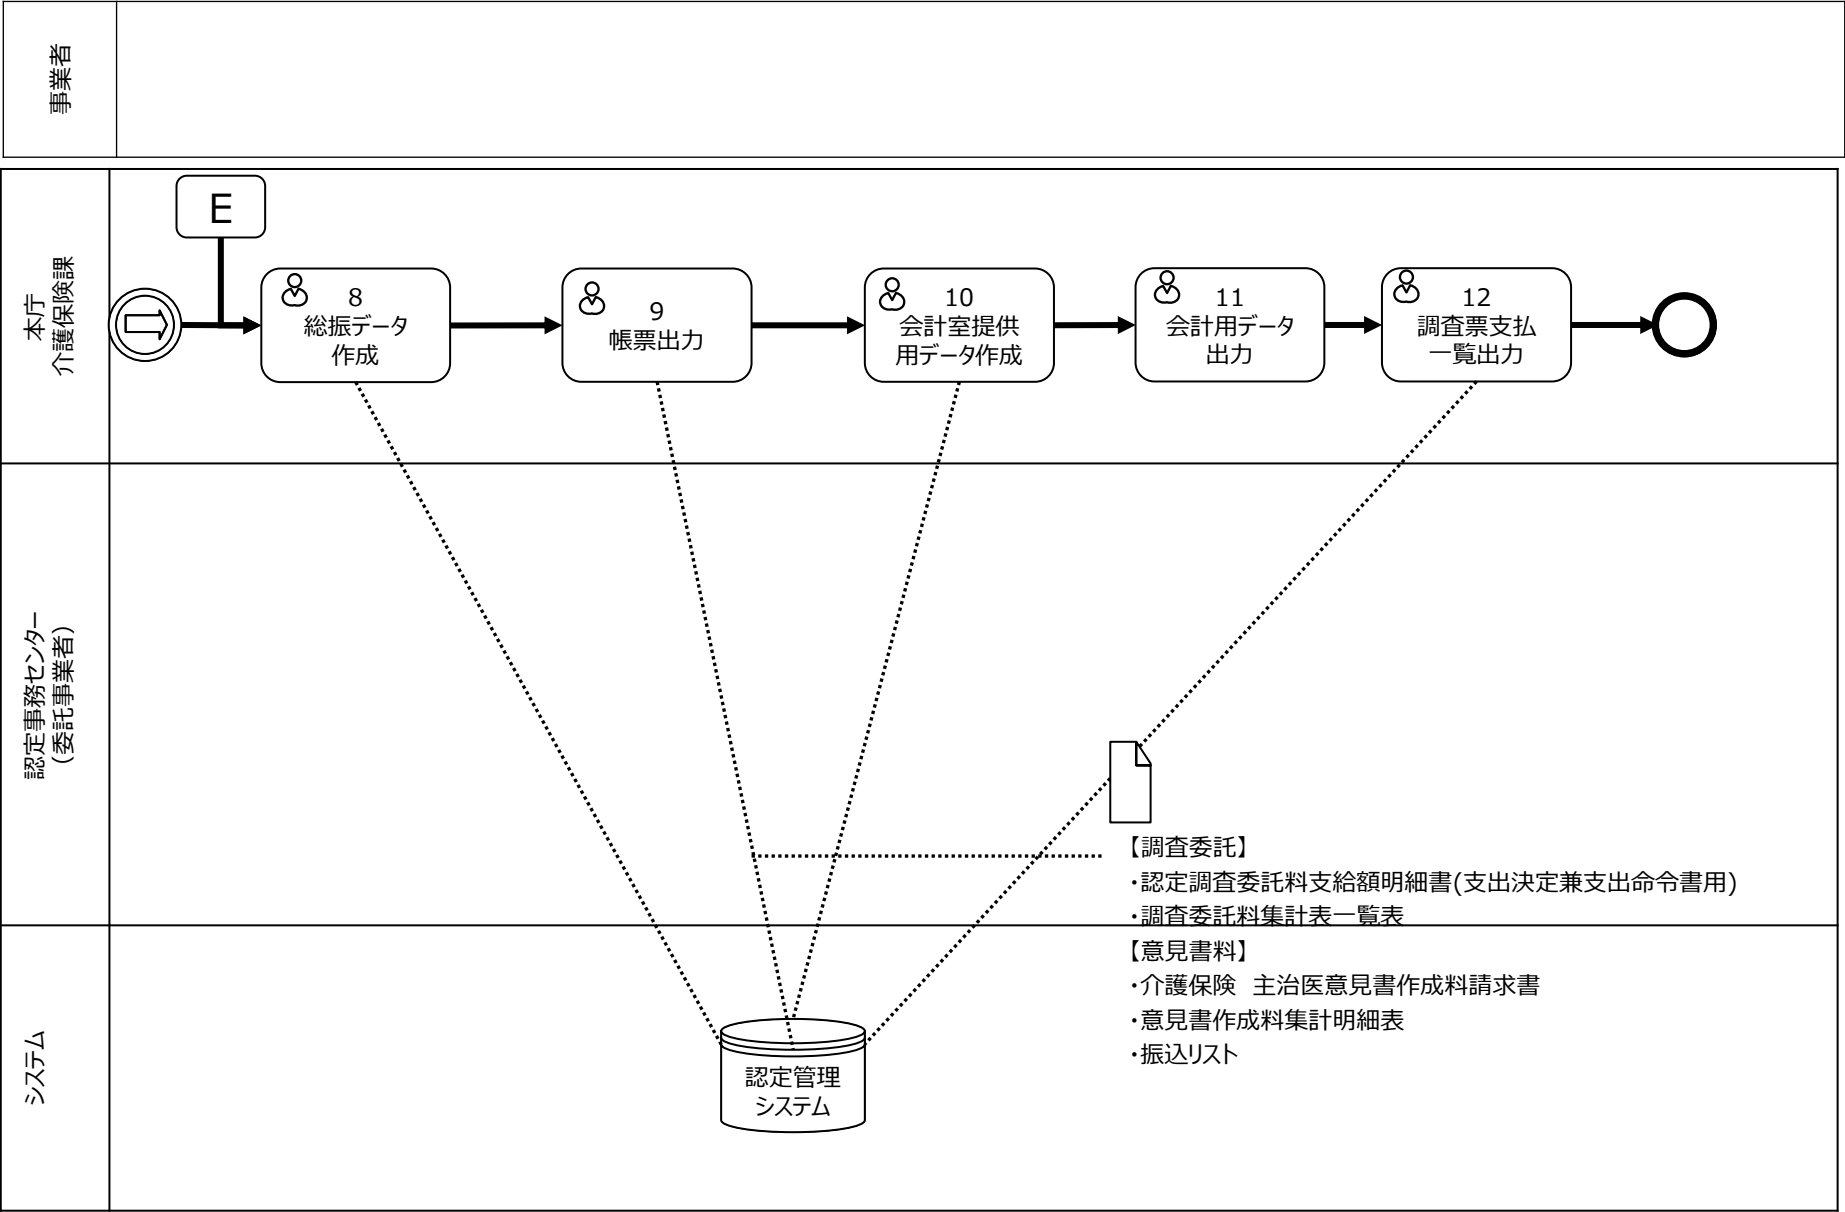 事業者
本庁
介護保険課
E
8
総振データ
作成
9
帳票出力
10
会計室提供
用データ作成
11
会計用データ
出力
12
調査票支払
一覧出力
認定事務センター
（委託事業者）
【調査委託】
・認定調査委託料支給額明細書(支出決定兼支出命令書用)
・調査委託料集計表一覧表
【意見書料】
・介護保険　主治医意見書作成料請求書
・意見書作成料集計明細表
・振込リスト
システム
認定管理
システム